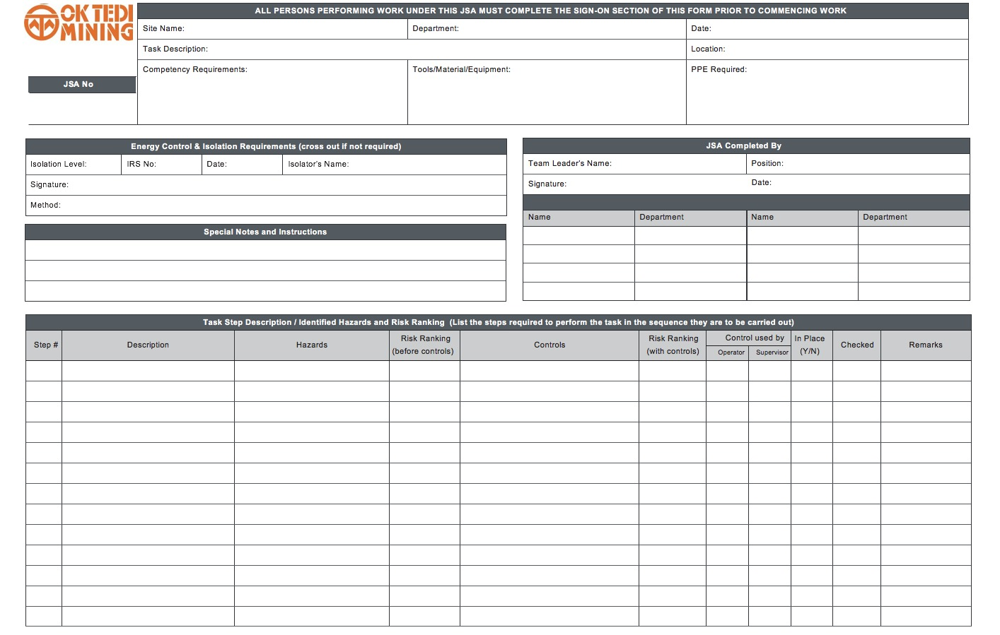 OK TEDI
MINING
JSA No
ALL PERSONS PERFORMING WORK UNDER THIS JSA MUST COMPLETE THE SIGN-ON SECTION OF THIS FORM PRIOR TO COMMENCING WORK
Site Name: Department: Date:
Task Description: Location:
Competency Requirements: Tools/Material/Equipment: PPE Required:
Energy Control & Isolation Requirements (cross out if not required)
Isolation Level: IRS No: Date: Isolator's Name:
Signature:
Method:
Special Notes and Instructions
JSA Completed By
Team Leader's Name: Position:
Signature: Date:
Name Department Name Department
Task Step Description / Identified Hazards and Risk Ranking (List the steps required to perform the task in the sequence they are to be carried out)
Step # Description Hazards Risk Ranking (before controls) Controls Risk Ranking (with controls) Control used by Operator Supervisor In Place (Y/N) Checked Remarks